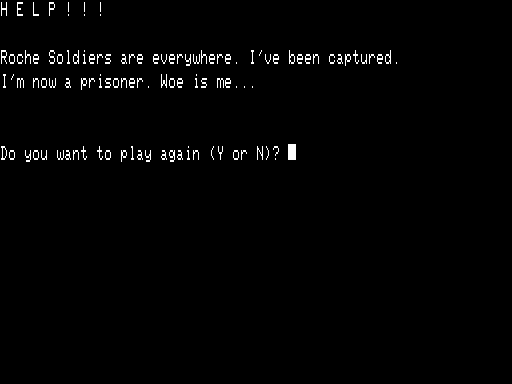 H E L P ! ! !
Roche Soldiers are everywhere. I've been captured.
I'm now a prisoner. Woe is me...
Do you want to play again (Y or N)?